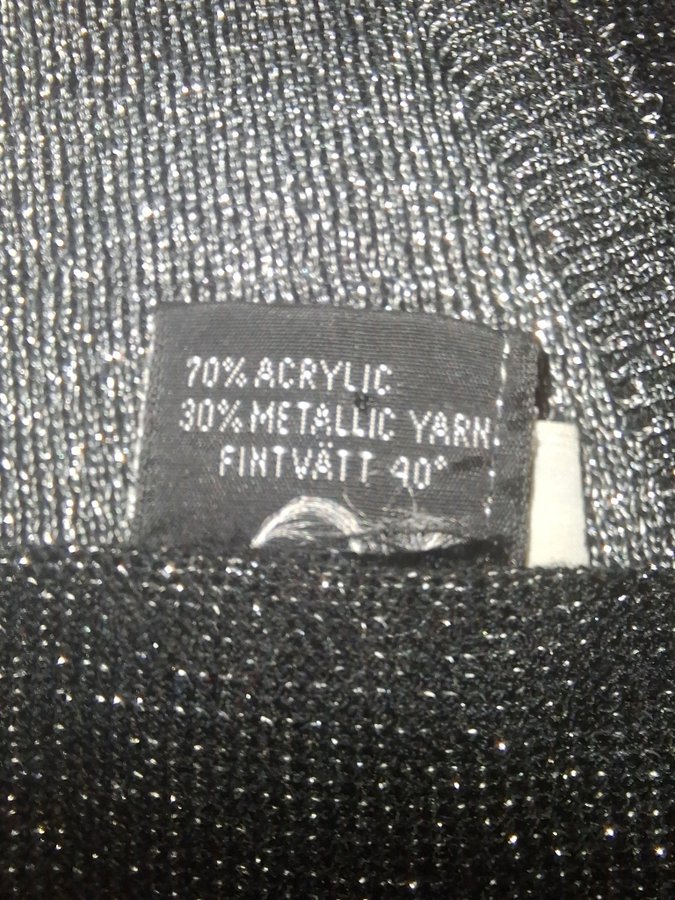 70% ACRYLIC
30% METALLIC YARN.
FINTVÄTT 40°